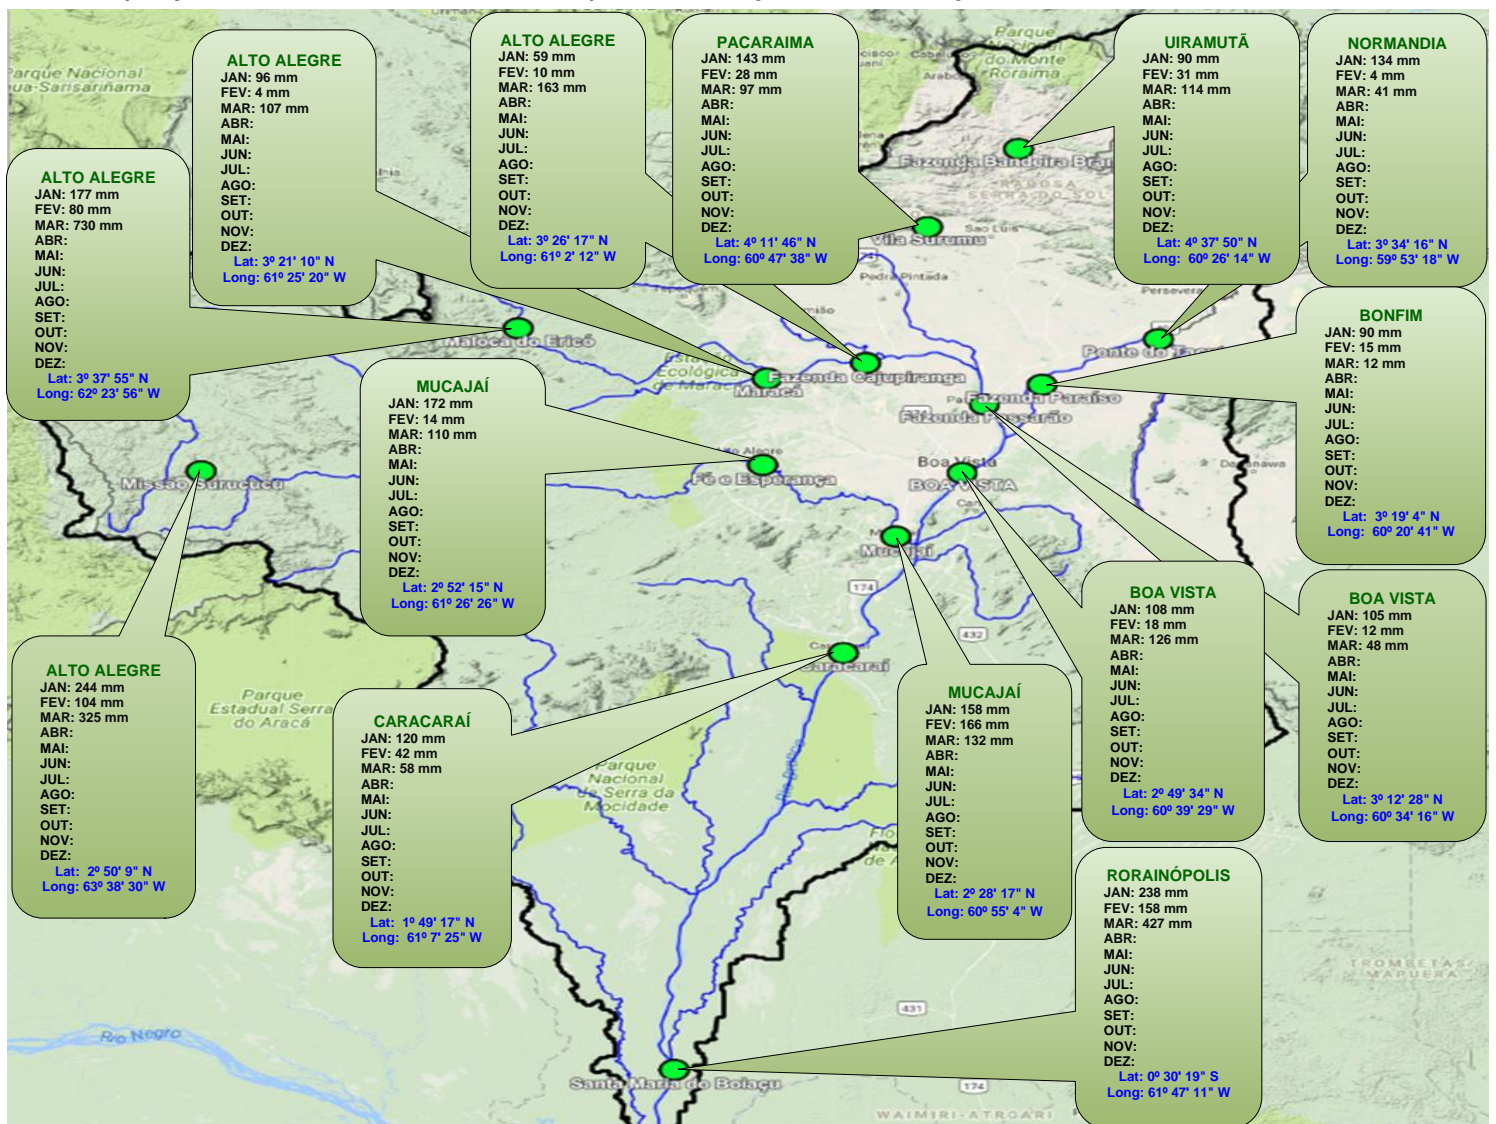 ALTO ALEGRE
JAN: 177 mm
FEV: 80 mm
MAR: 730 mm
ABR:
MAI:
JUN:
JUL:
AGO:
SET:
OUT:
NOV:
DEZ:
Lat: 3º 37' 55" N
Long: 62º 23' 56" W
ALTO ALEGRE
JAN: 96 mm
FEV: 4 mm
MAR: 107 mm
ABR:
MAI:
JUN:
JUL:
AGO:
SET:
OUT:
NOV:
DEZ:
Lat: 3º 21' 10" N
Long: 61º 25' 20" W
ALTO ALEGRE
JAN: 59 mm
FEV: 10 mm
MAR: 163 mm
ABR:
MAI:
JUN:
JUL:
AGO:
SET:
OUT:
NOV:
DEZ:
Lat: 3º 26' 17" N
Long: 61º 2' 12" W
PACARAIMA
JAN: 143 mm
FEV: 28 mm
MAR: 97 mm
ABR:
MAI:
JUN:
JUL:
AGO:
SET:
OUT:
NOV:
DEZ:
Lat: 4º 11' 46" N
Long: 60º 47' 38" W
UIRAMUTÃ
JAN: 90 mm
FEV: 31 mm
MAR: 114 mm
ABR:
MAI:
JUN:
JUL:
AGO:
SET:
OUT:
NOV:
DEZ:
Lat: 4º 37' 50" N
Long: 60º 26' 14" W
NORMANDIA
JAN: 134 mm
FEV: 4 mm
MAR: 41 mm
ABR:
MAI:
JUN:
JUL:
AGO:
SET:
OUT:
NOV:
DEZ:
Lat: 3º 34' 16" N
Long: 59º 53' 18" W
BONFIM
JAN: 90 mm
FEV: 15 mm
MAR: 12 mm
ABR:
MAI:
JUN:
JUL:
AGO:
SET:
OUT:
NOV:
DEZ:
Lat: 3º 19' 4" N
Long: 60º 20' 41" W
MUCAJAÍ
JAN: 172 mm
FEV: 14 mm
MAR: 110 mm
ABR:
MAI:
JUN:
JUL:
AGO:
SET:
OUT:
NOV:
DEZ:
Lat: 2º 52' 15" N
Long: 61º 26' 26" W
ALTO ALEGRE
JAN: 244 mm
FEV: 104 mm
MAR: 325 mm
ABR:
MAI:
JUN:
JUL:
AGO:
SET:
OUT:
NOV:
DEZ:
Lat: 2º 50' 9" N
Long: 63º 38' 30" W
CARACARAÍ
JAN: 120 mm
FEV: 42 mm
MAR: 58 mm
ABR:
MAI:
JUN:
JUL:
AGO:
SET:
OUT:
NOV:
DEZ:
Lat: 1º 49' 17" N
Long: 61º 7' 25" W
MUCAJAÍ
JAN: 158 mm
FEV: 166 mm
MAR: 132 mm
ABR:
MAI:
JUN:
JUL:
AGO:
SET:
OUT:
NOV:
DEZ:
Lat: 2º 28' 17" N
Long: 60º 55' 4" W
BOA VISTA
JAN: 108 mm
FEV: 18 mm
MAR: 126 mm
ABR:
MAI:
JUN:
JUL:
AGO:
SET:
OUT:
NOV:
DEZ:
Lat: 2º 49' 34" N
Long: 60º 39' 29" W
BOA VISTA
JAN: 105 mm
FEV: 12 mm
MAR: 48 mm
ABR:
MAI:
JUN:
JUL:
AGO:
SET:
OUT:
NOV:
DEZ:
Lat: 3º 12' 28" N
Long: 60º 34' 16" W
RORAINÓPOLIS
JAN: 238 mm
FEV: 158 mm
MAR: 427 mm
ABR:
MAI:
JUN:
JUL:
AGO:
SET:
OUT:
NOV:
DEZ:
Lat: 0º 30' 19" S
Long: 61º 47' 11" W
Parque Nacional
Parque
do Monte
Roraima
Fazenda Bandeira
Vila Surumu
Sao Luis
Pedra Pintada
Maloca do Ericó
Ponte do
Estação
Ecológica
de Maracá
Maracá
Fazenda Cajupiranga
Fazenda Paraíso
Fazenda Passarão
Missão Surucucu
Fé e Esperança
Boa Vista
BOA VISTA
Mucajaí
174
432
Caracaraí
Parque
Estadual Serra
do Aracá
Parque
Nacional
da Serra da
Mocidade
Rio Branco
Rio Negro
431
174
Santa Maria do Boiaçu
TROMBETAS/
MAPUERA
WAIMIRI-ATROARI